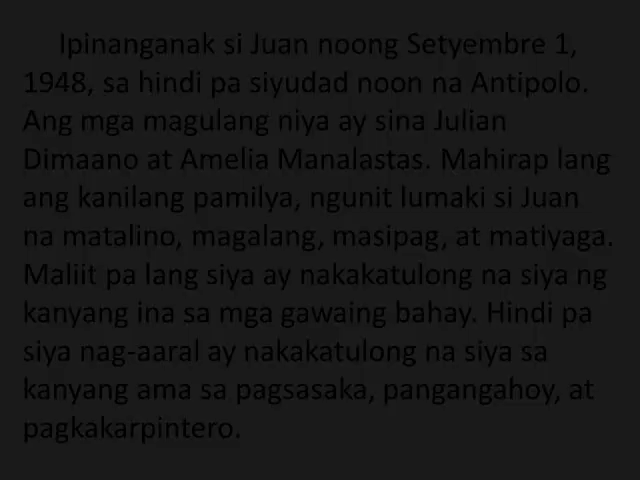 Ipinanganak si Juan noong Setyembre 1,
1948, sa hindi pa siyudad noon na Antipolo.
Ang mga magulang niya ay sina Julian
Dimaano at Amelia Manalastas. Mahirap lang
ang kanilang pamilya, ngunit lumaki si Juan
na matalino, magalang, masipag, at matiyaga.
Maliit pa lang siya ay nakakatulong na siya ng
kanyang ina sa mga gawaing bahay. Hindi pa
siya nag-aaral ay nakakatulong na siya sa
kanyang ama sa pagsasaka, pangangahoy, at
pagkakarpintero.